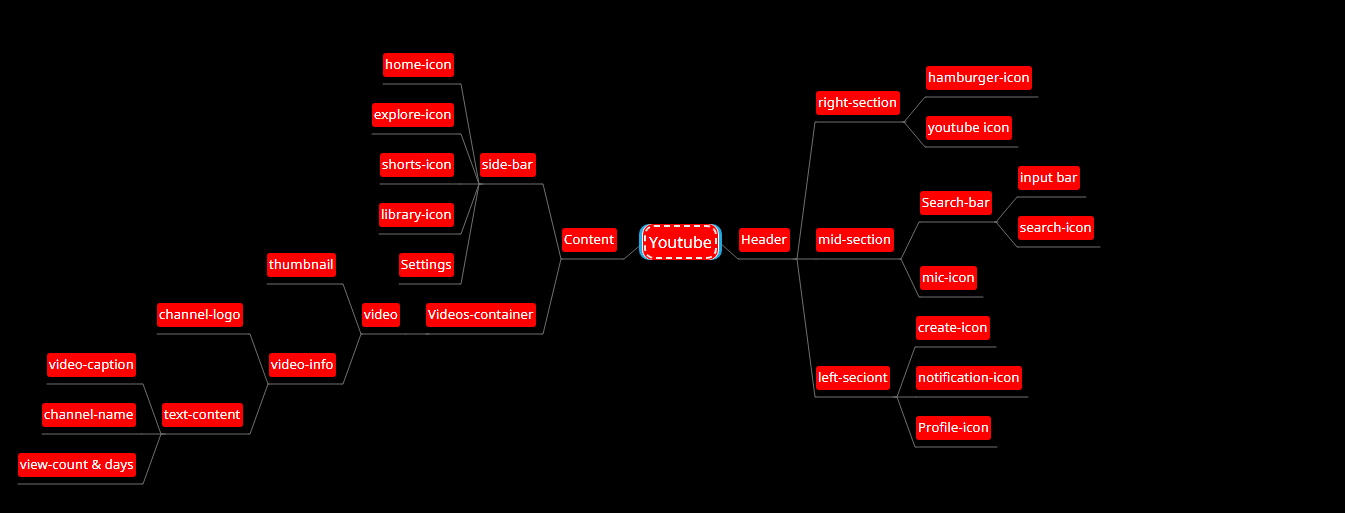 home-icon
explore-icon
shorts-icon
side-bar
library-icon
Settings
Content
Youtube
Header
thumbnail
channel-logo
video
Videos-container
video-caption
video-info
channel-name
text-content
view-count & days
right-section
hamburger-icon
youtube icon
mid-section
Search-bar
input bar
search-icon
mic-icon
left-seciont
create-icon
notification-icon
Profile-icon